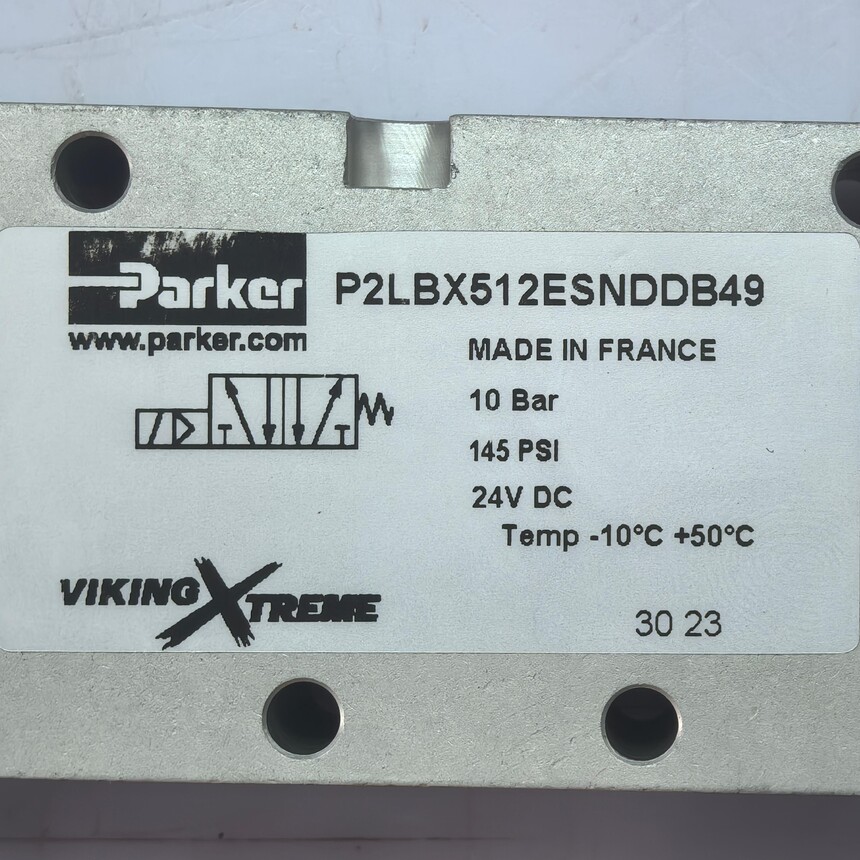 Parker
www.parker.com
P2LBX512ESNDDB49
MADE IN FRANCE
10 Bar
145 PSI
24V DC
Temp -10°C +50°C
VIKING XTREME
30 23